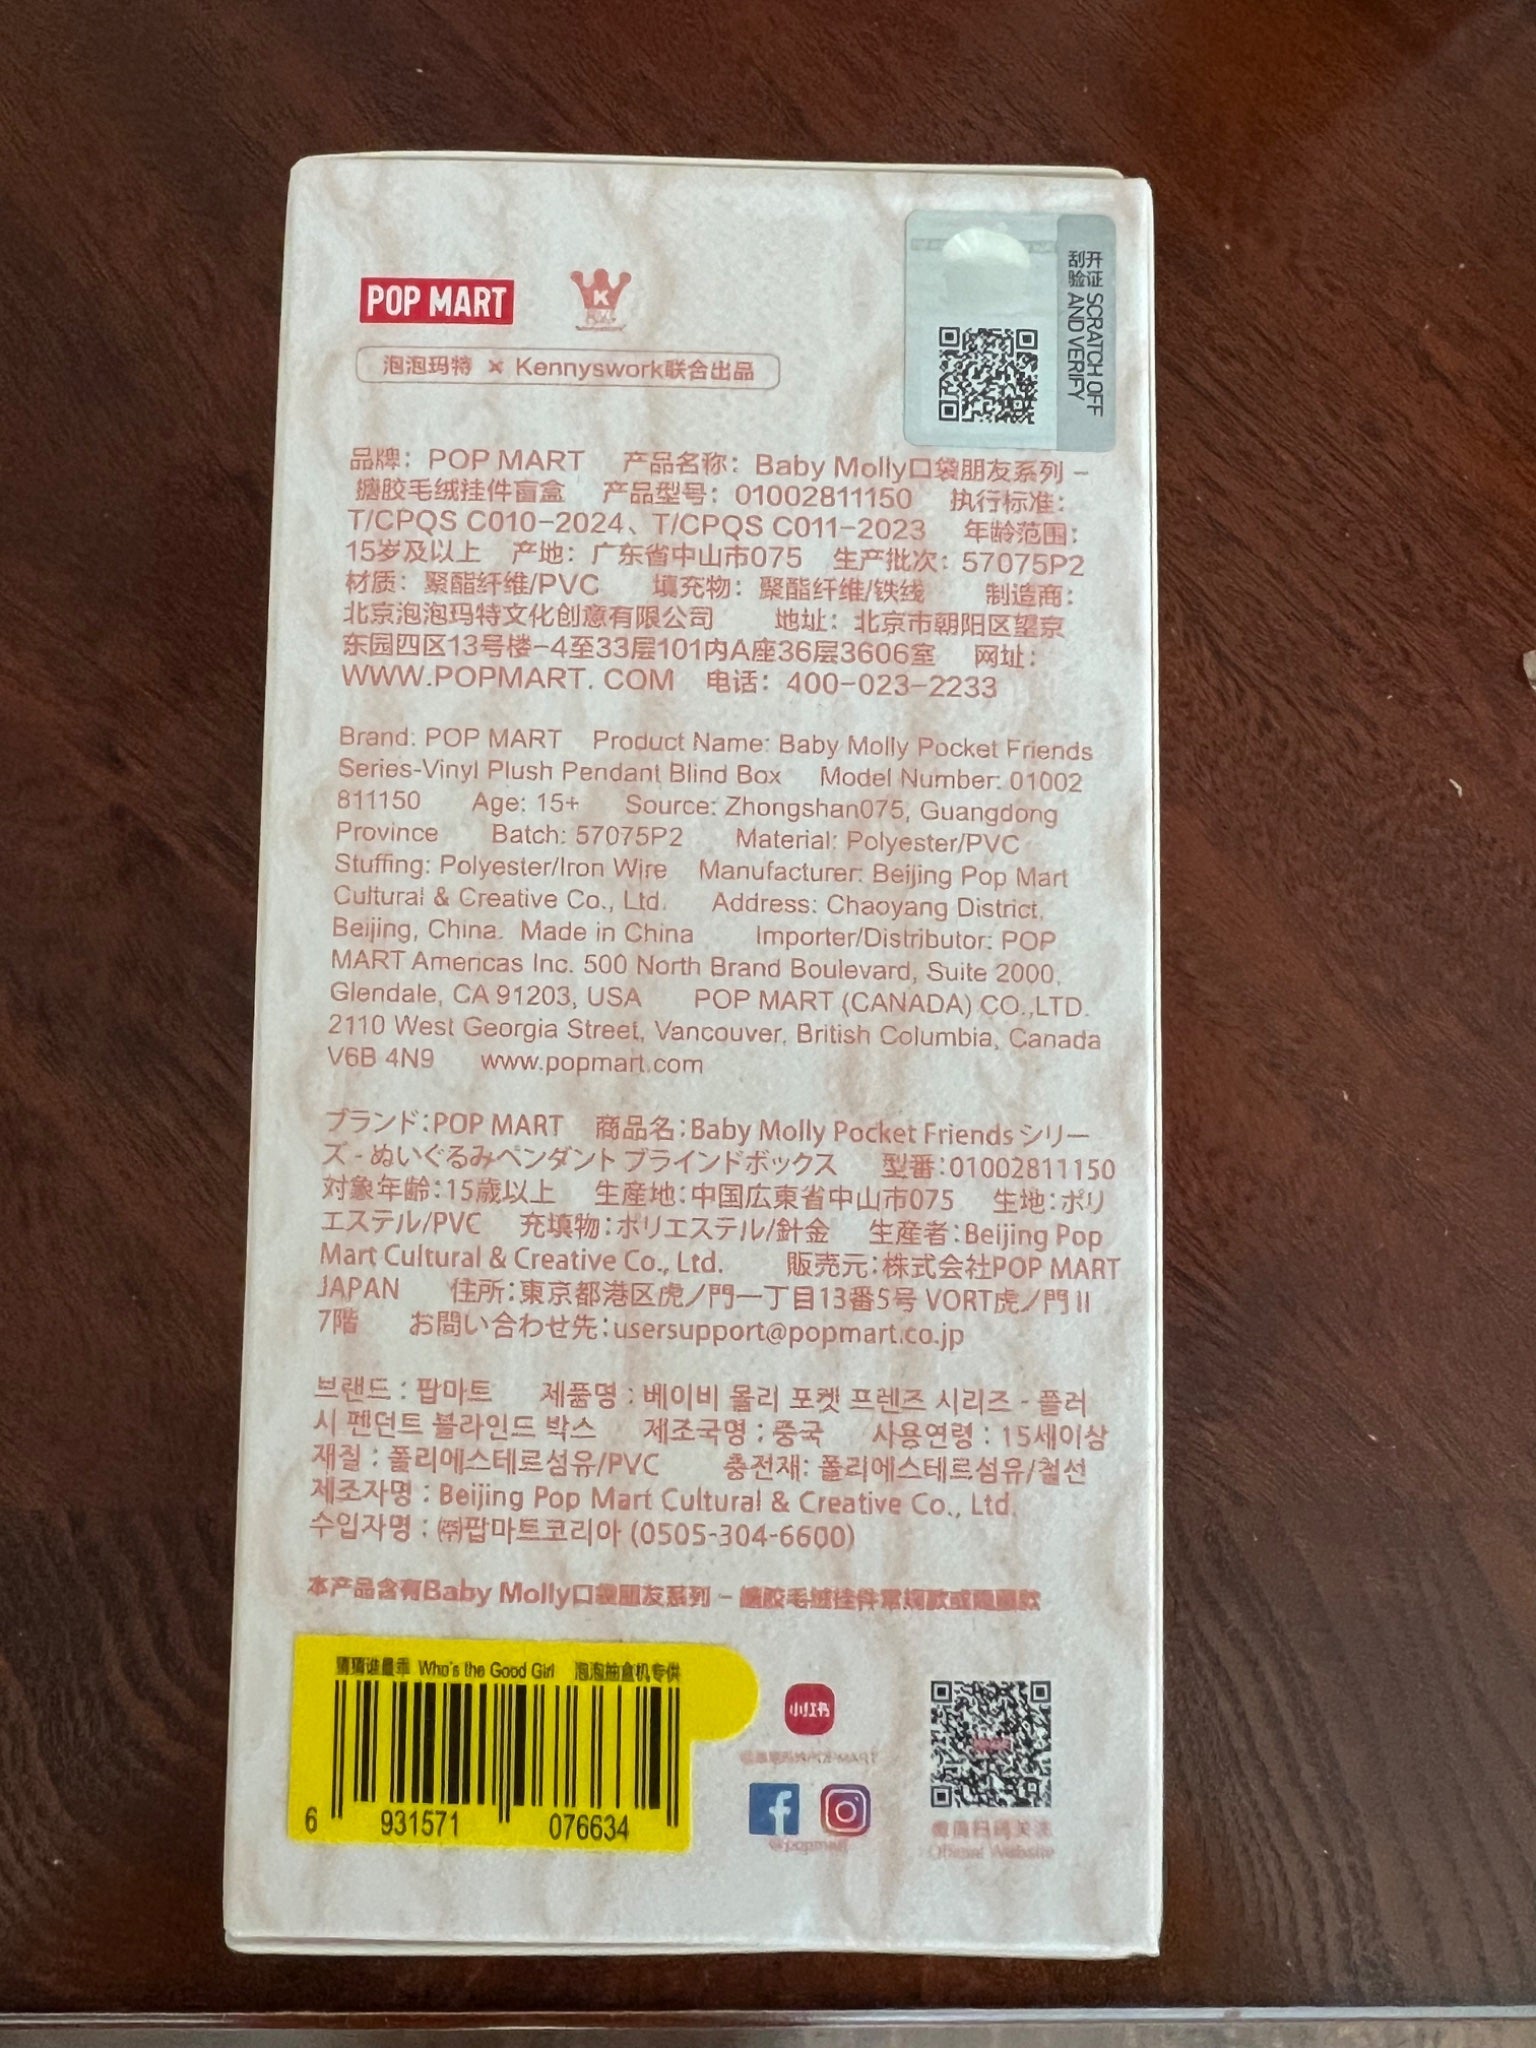 POP MART
K
刮开 SCRATCH OFF
验证 AND VERIFY
泡泡玛特 × Kennyswork联合出品
品牌：POP MART 产品名称：Baby Molly口袋朋友系列－
搪胶毛绒挂件盲盒 产品型号：01002811150 执行标准：
T/CPQS C010-2024、T/CPQS C011-2023 年龄范围：
15岁及以上 产地：广东省中山市075 生产批次：57075P2
材质：聚酯纤维/PVC 填充物：聚酯纤维/铁线 制造商：
北京泡泡玛特文化创意有限公司 地址：北京市朝阳区望京
东园四区13号楼-4至33层101内A座36层3606室 网址：
WWW.POPMART. COM 电话：400-023-2233
Brand: POP MART Product Name: Baby Molly Pocket Friends
Series-Vinyl Plush Pendant Blind Box Model Number: 01002
811150 Age: 15+ Source: Zhongshan075, Guangdong
Province Batch: 57075P2 Material: Polyester/PVC
Stuffing: Polyester/Iron Wire Manufacturer: Beijing Pop Mart
Cultural & Creative Co., Ltd. Address: Chaoyang District,
Beijing, China. Made in China Importer/Distributor: POP
MART Americas Inc. 500 North Brand Boulevard, Suite 2000,
Glendale, CA 91203, USA POP MART (CANADA) CO.,LTD.
2110 West Georgia Street, Vancouver, British Columbia, Canada
V6B 4N9 www.popmart.com
ブランド：POP MART 商品名：Baby Molly Pocket Friends シリー
ズ - ぬいぐるみペンダント ブラインドボックス 型番：01002811150
対象年齢：15歳以上 生産地：中国広東省中山市075 生地：ポリ
エステル/PVC 充填物：ポリエステル/針金 生産者：Beijing Pop
Mart Cultural & Creative Co., Ltd. 販売元：株式会社POP MART
JAPAN 住所：東京都港区虎ノ門一丁目13番5号 VORT虎ノ門 II
7階 お問い合わせ先：usersupport@popmart.co.jp
브랜드 : 팝마트 제품명 : 베이비 몰리 포켓 프렌즈 시리즈 - 플러
시 펜던트 블라인드 박스 제조국명 : 중국 사용연령 : 15세이상
재질 : 폴리에스테르섬유/PVC 충전재: 폴리에스테르섬유/철선
제조자명 : Beijing Pop Mart Cultural & Creative Co., Ltd.
수입자명 : ㈜팝마트코리아 (0505-304-6600)
本产品含有Baby Molly口袋朋友系列－搪胶毛绒挂件常规款或隐藏款
猜猜谁最乖 Who's the Good Girl 泡泡抽盒机专供
6 931571 076634
小红书
@popmart
Official Website